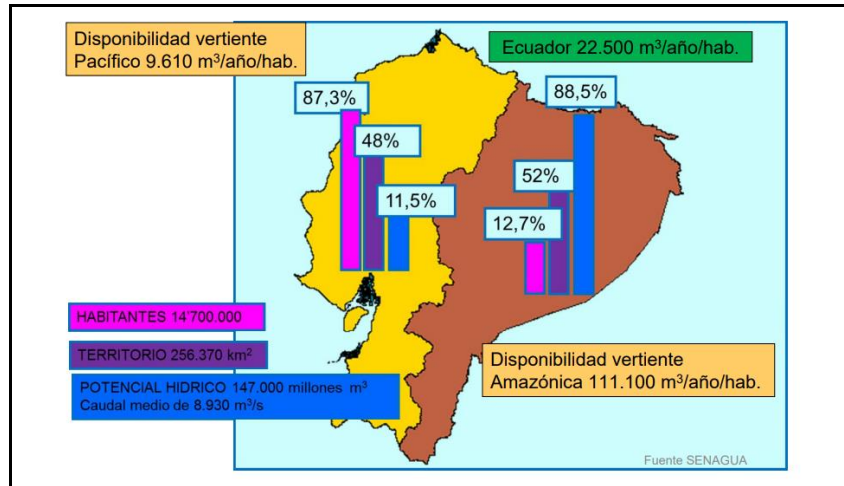 Disponibilidad vertiente
Pacífico 9.610 m³/año/hab.
Ecuador 22.500 m³/año/hab.
87,3%
48%
11,5%
88,5%
52%
12,7%
HABITANTES 14'700.000
TERRITORIO 256.370 km²
POTENCIAL HIDRICO 147.000 millones m³
Caudal medio de 8.930 m³/s
Disponibilidad vertiente
Amazónica 111.100 m³/año/hab.
Fuente SENAGUA